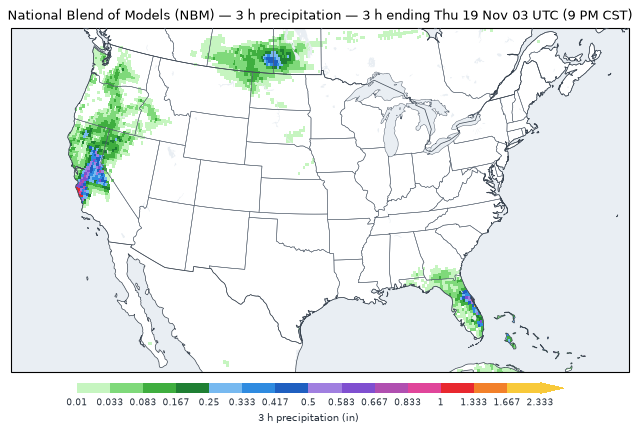 National Blend of Models (NBM) — 3 h precipitation — 3 h ending Thu 19 Nov 03 UTC (9 PM CST)
0.01 0.033 0.083 0.167 0.25 0.333 0.417 0.5 0.583 0.667 0.833 1 1.333 1.667 2.333
3 h precipitation (in)